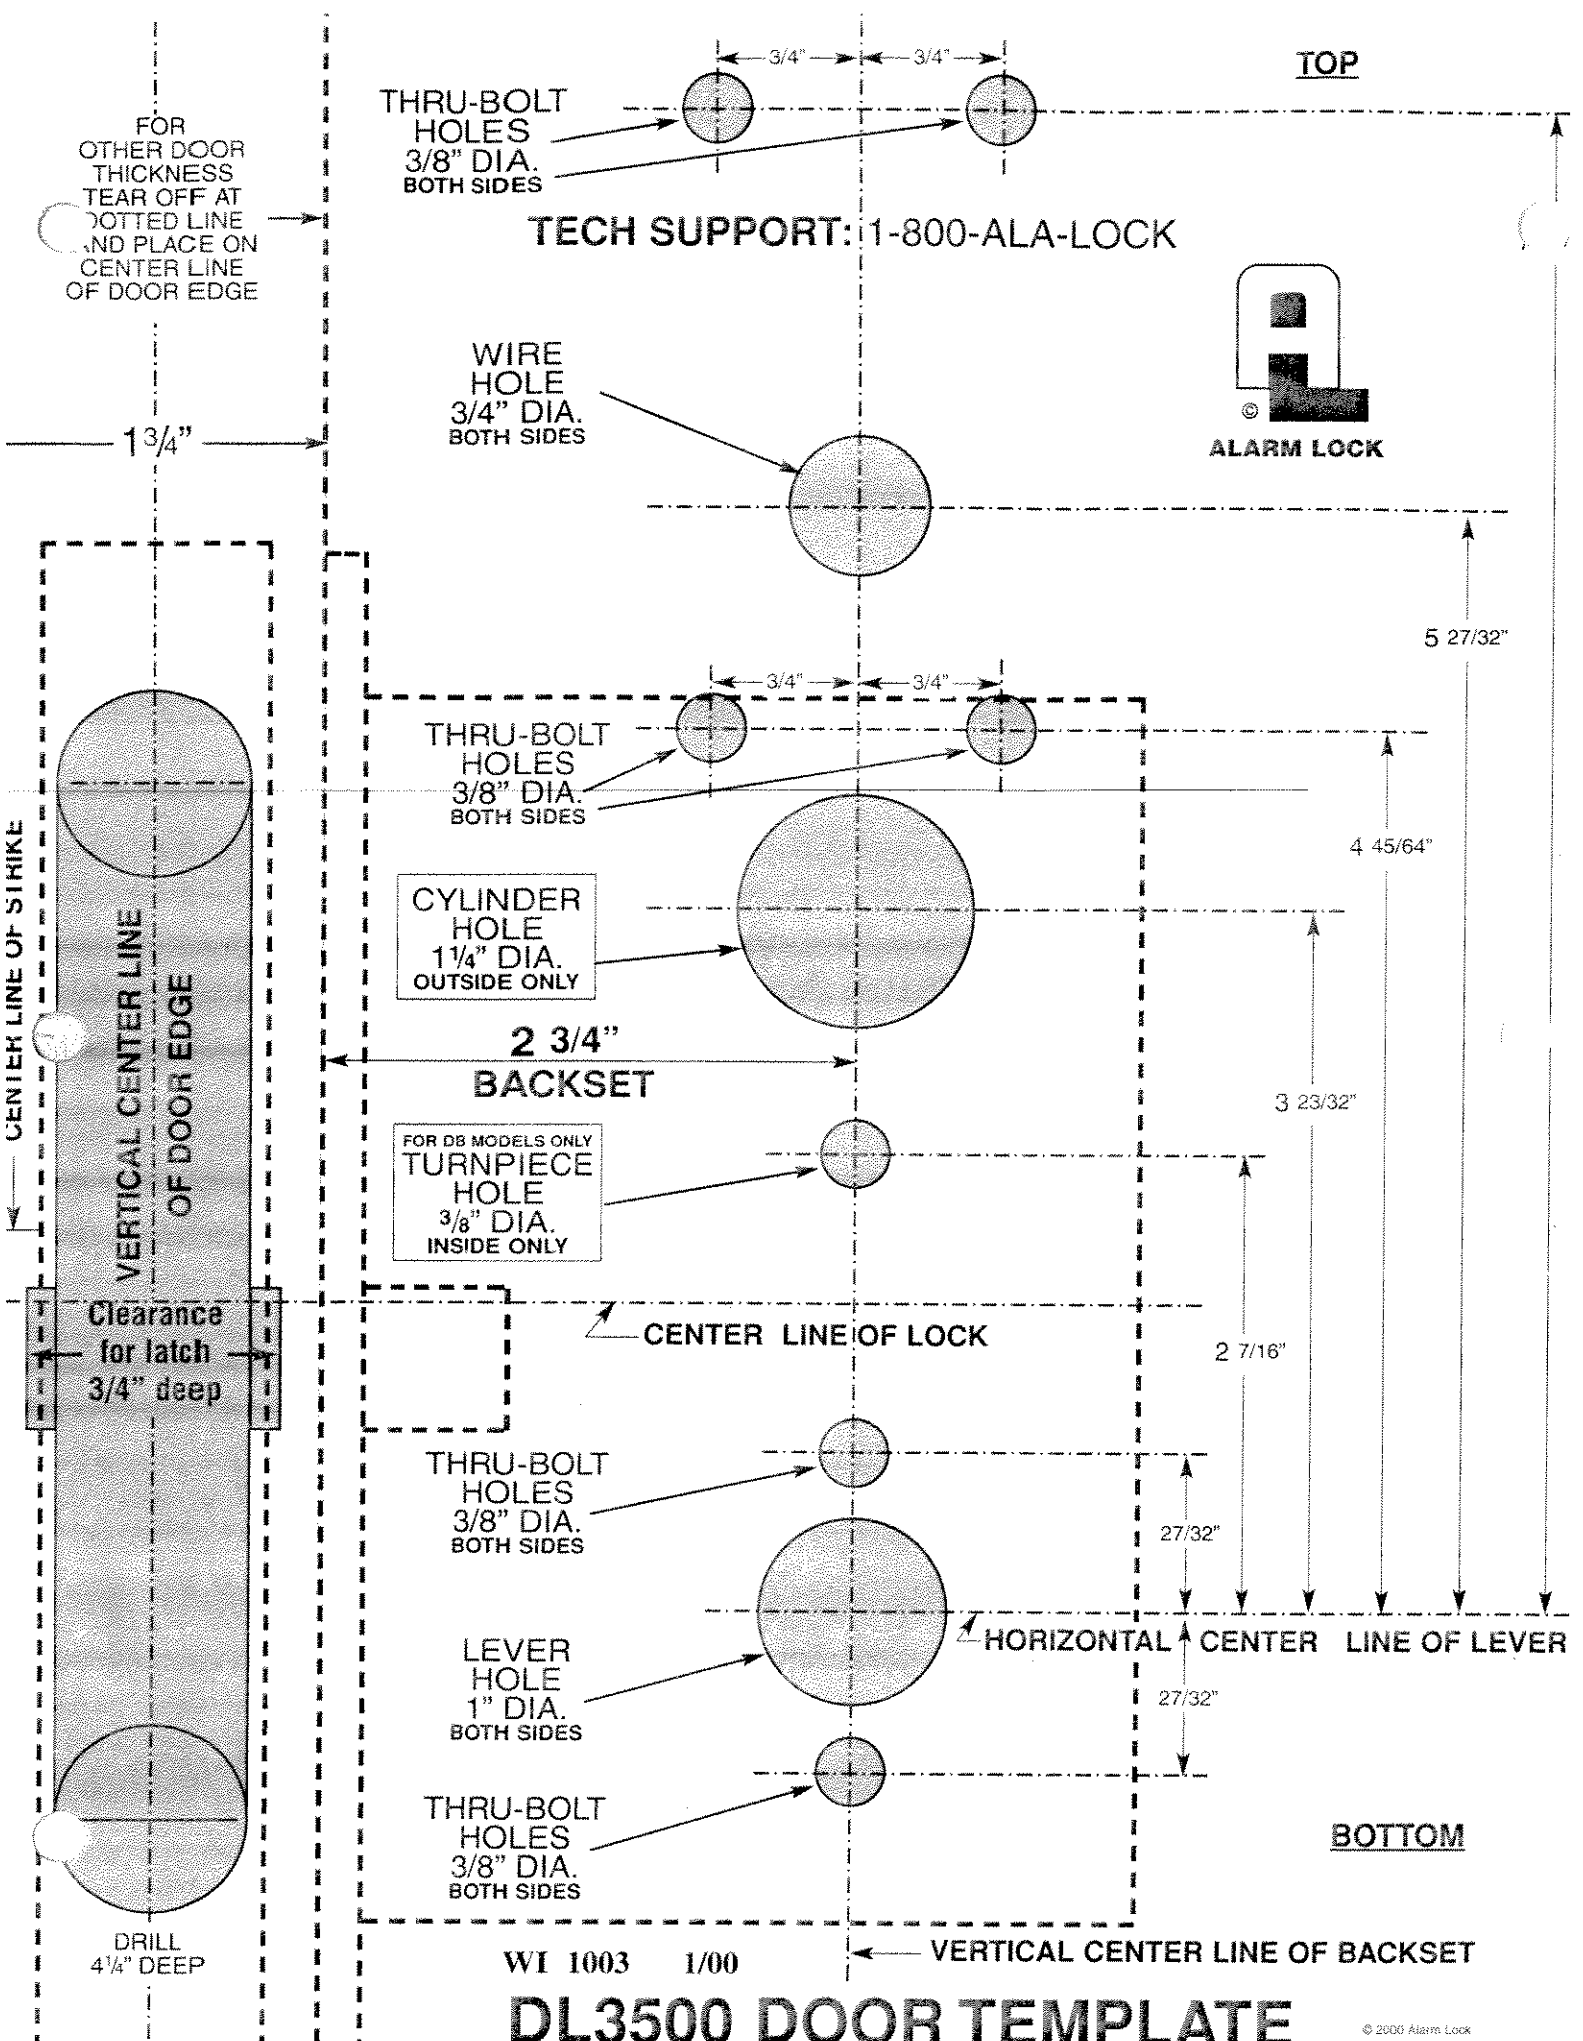 TOP
3/4”
3/4”
THRU-BOLT
HOLES
3/8” DIA.
BOTH SIDES
FOR
OTHER DOOR
THICKNESS
TEAR OFF AT
DOTTED LINE
AND PLACE ON
CENTER LINE
OF DOOR EDGE
TECH SUPPORT: 1-800-ALA-LOCK
WIRE
HOLE
3/4” DIA.
BOTH SIDES
AL
©
ALARM LOCK
1 3/4”
5 27/32”
3/4”
3/4”
THRU-BOLT
HOLES
3/8” DIA.
BOTH SIDES
4 45/64”
CENTER LINE OF STRIKE
VERTICAL CENTER LINE
OF DOOR EDGE
CYLINDER
HOLE
1 1/4” DIA.
OUTSIDE ONLY
2 3/4”
BACKSET
3 23/32”
FOR DB MODELS ONLY
TURNPIECE
HOLE
3/8” DIA.
INSIDE ONLY
Clearance
for latch
3/4” deep
CENTER LINE OF LOCK
2 7/16”
THRU-BOLT
HOLES
3/8” DIA.
BOTH SIDES
27/32”
HORIZONTAL CENTER LINE OF LEVER
LEVER
HOLE
1” DIA.
BOTH SIDES
27/32”
THRU-BOLT
HOLES
3/8” DIA.
BOTH SIDES
BOTTOM
DRILL
4 1/4” DEEP
WI 1003 1/00
VERTICAL CENTER LINE OF BACKSET
DL3500 DOOR TEMPLATE
© 2000 Alarm Lock